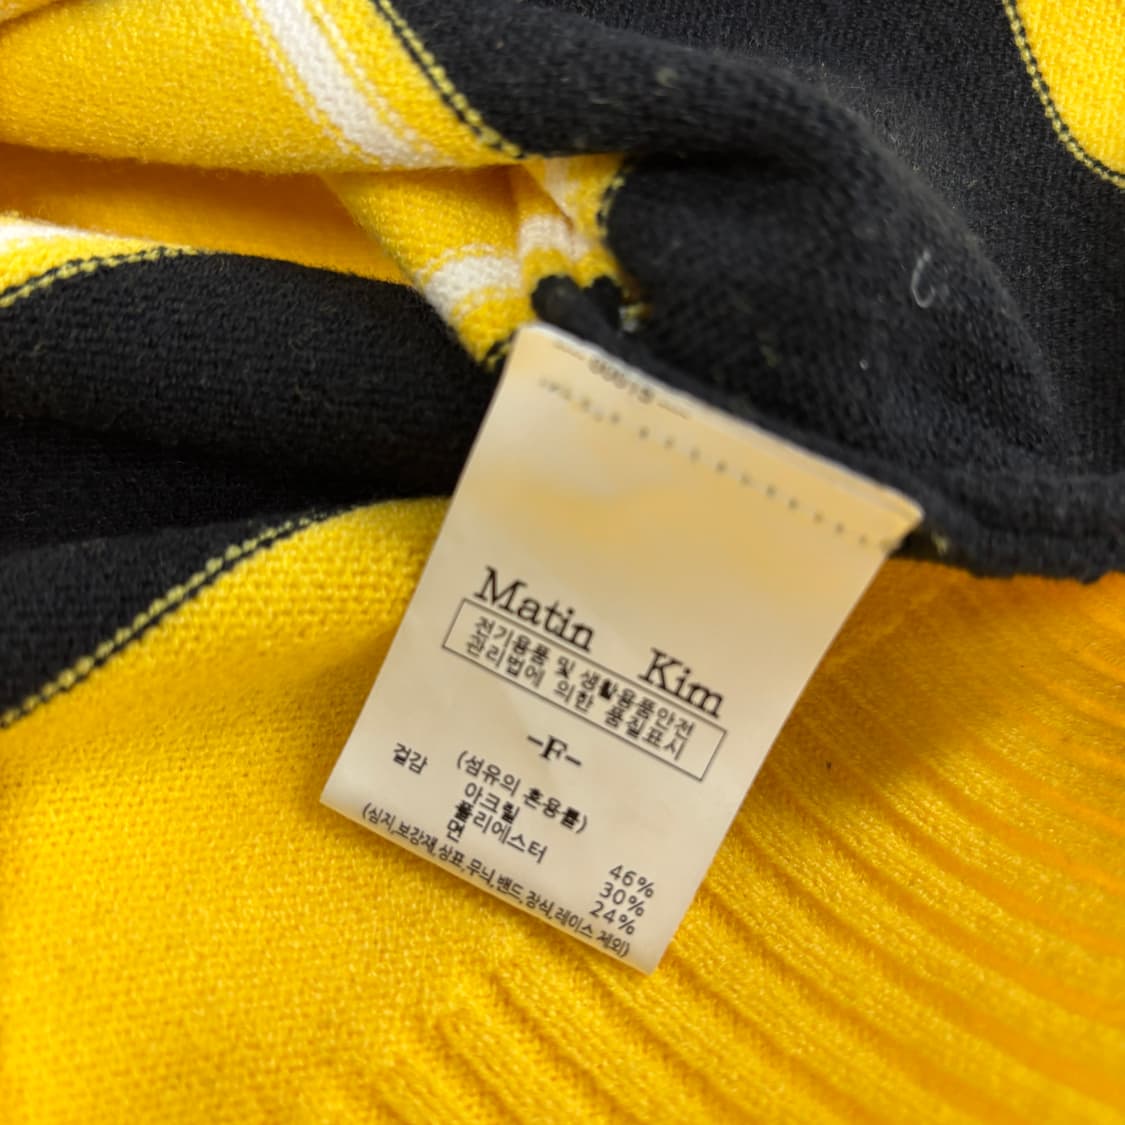 Matin Kim
전기용품 및 생활용품안전
관리법에 의한 품질표시
-F-
겉감 (섬유의 혼용률)
아크릴 46%
폴리에스터 30%
면 24%
(심지,보강재,상표,무늬,밴드,장식,레이스 제외)